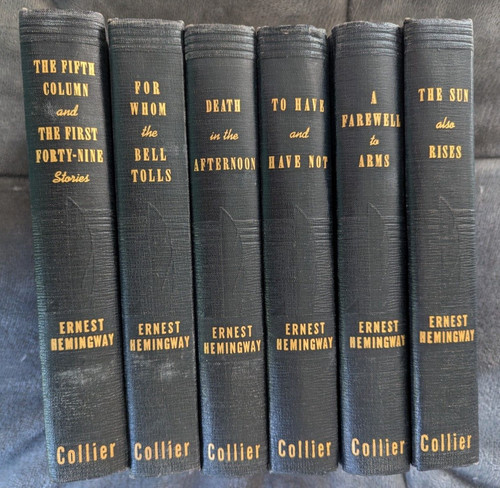 THE FIFTH
COLUMN
and
THE FIRST
FORTY-NINE
Stories
ERNEST
HEMINGWAY
Collier
FOR
WHOM
the
BELL
TOLLS
ERNEST
HEMINGWAY
Collier
DEATH
in the
AFTERNOON
ERNEST
HEMINGWAY
Collier
TO HAVE
and
HAVE NOT
ERNEST
HEMINGWAY
Collier
A
FAREWELL
to
ARMS
ERNEST
HEMINGWAY
Collier
THE SUN
also
RISES
ERNEST
HEMINGWAY
Collier